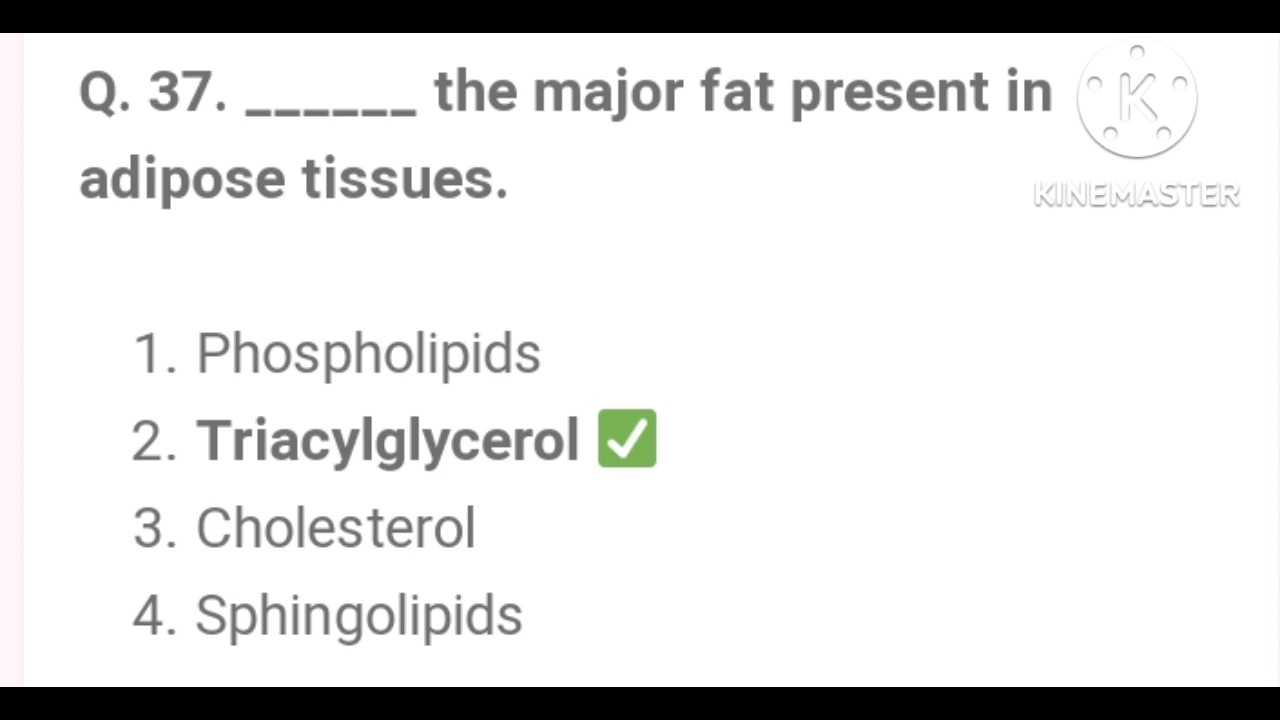 Q. 37. ______ the major fat present in
adipose tissues.
K
KINEMASTER
1. Phospholipids
2. Triacylglycerol ✅
3. Cholesterol
4. Sphingolipids